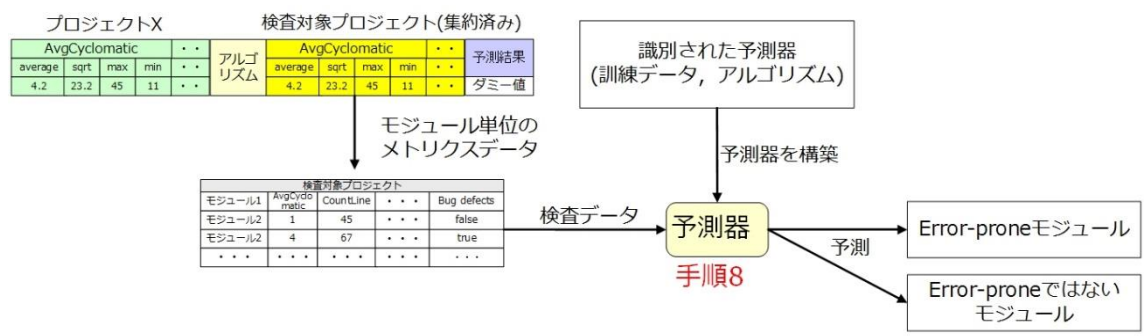 プロジェクトX
検査対象プロジェクト(集約済み)
AvgCyclomatic ・・ アルゴリズム AvgCyclomatic ・・ 予測結果
average sqrt max min ・・ average sqrt max min ・・
4.2 23.2 45 11 ・・ 4.2 23.2 45 11 ・・ ダミー値
モジュール単位の
メトリクスデータ
検査対象プロジェクト
モジュール1 AvgCyclomatic CountLine ・・・ Bug defects
モジュール2 1 45 ・・・ false
モジュール2 4 67 ・・・ true
・・・ ・・・ ・・・ ・・・ ・・・
検査データ
識別された予測器
(訓練データ，アルゴリズム)
予測器を構築
予測器
手順8
予測
Error-proneモジュール
Error-proneではない
モジュール